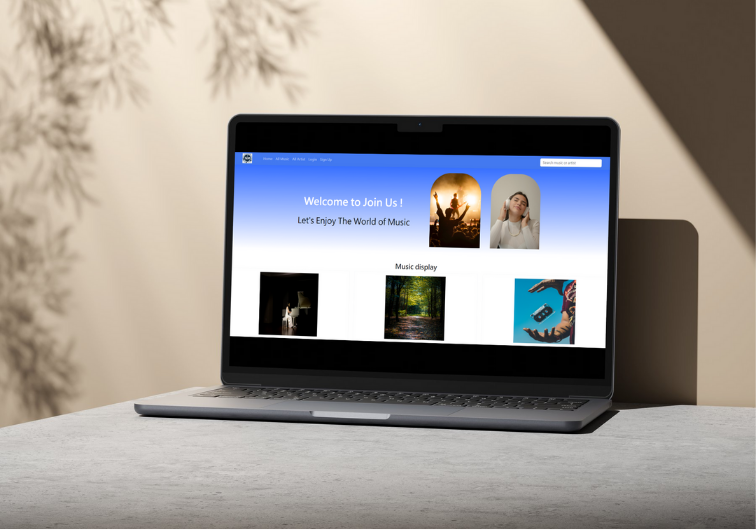 Home All Music All Artist Login Sign Up
Search music or artist
Welcome to Join Us !
Let's Enjoy The World of Music
Music display